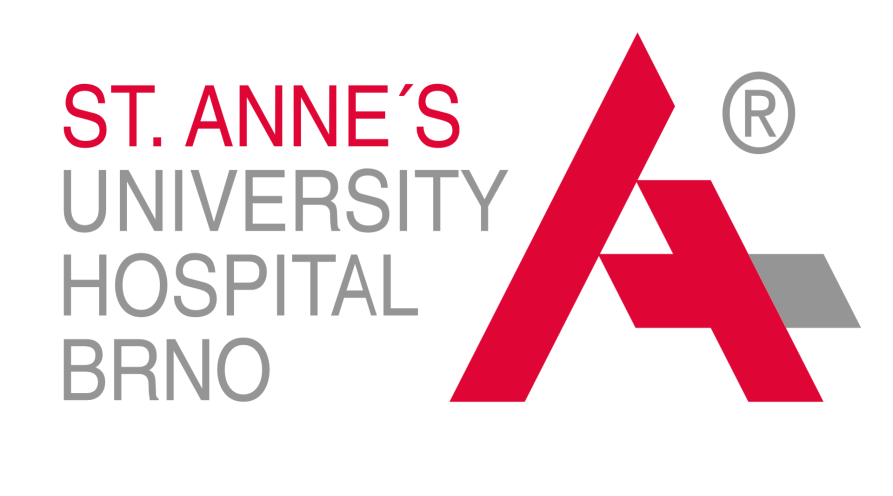 ST. ANNE´S
UNIVERSITY
HOSPITAL
BRNO
®